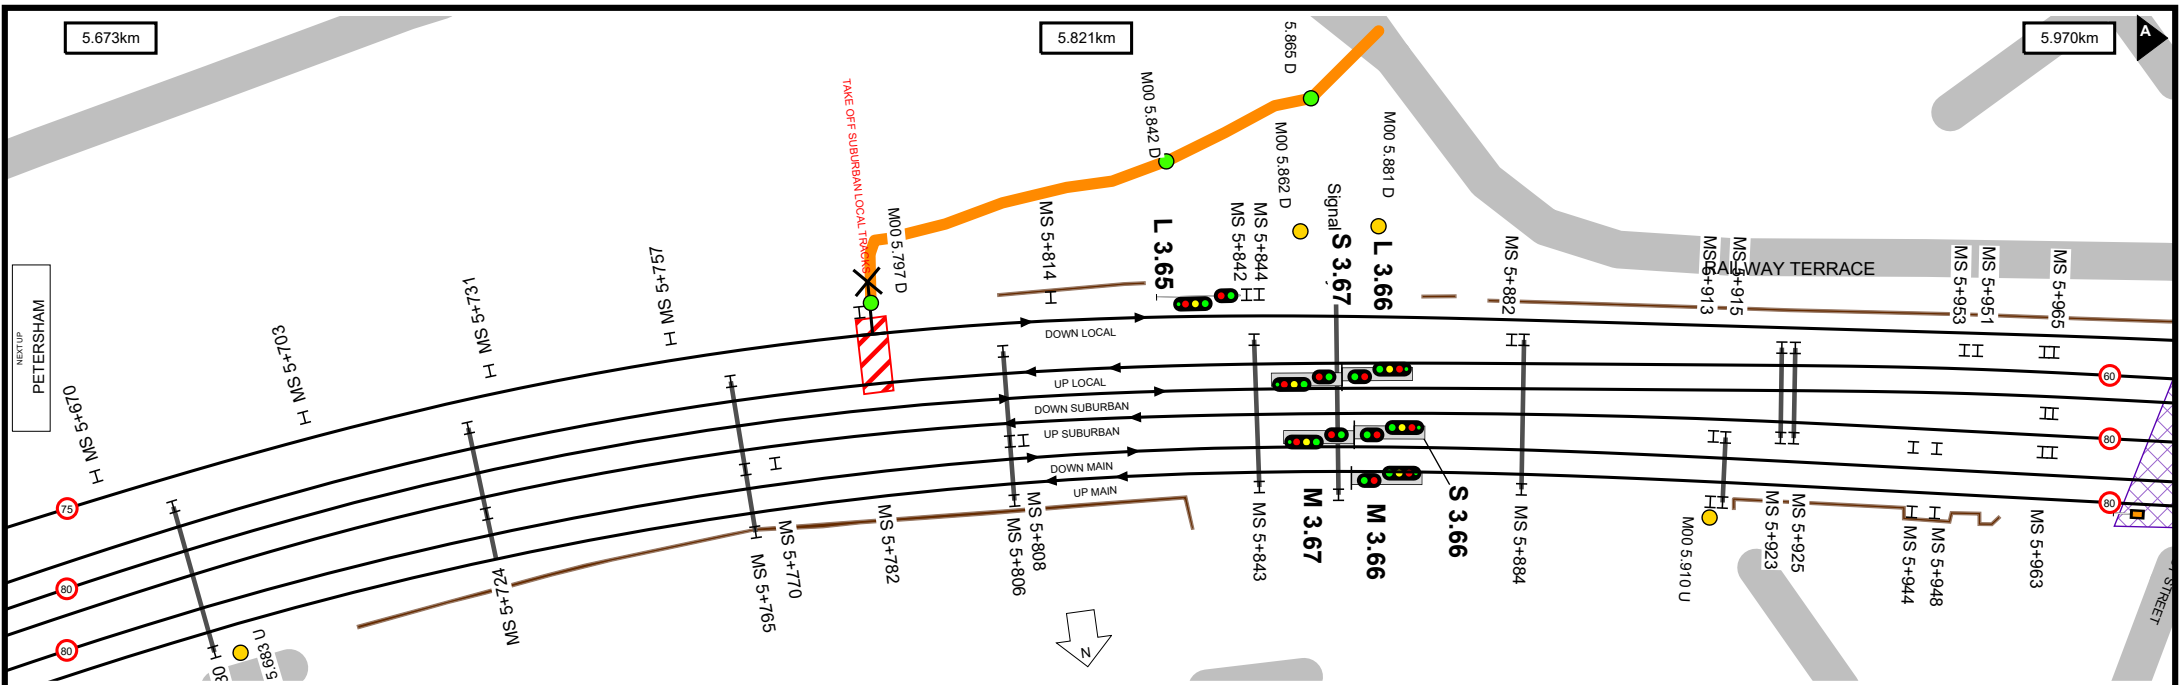 5.673km
5.821km
5.970km
A
NEXT UP
PETERSHAM
MS 5+670
MS 5+703
MS 5+731
MS 5+757
TAKE OFF SUBURBAN LOCAL TRACKS
M00 5.797 D
MS 5+814
M00 5.842 D
L 3.65
MS 5+842
MS 5+844
5.865 D
M00 5.862 D
Signal
S 3.67
M00 5.881 D
L 3.66
MS 5+882
MS 5+913
MS 5+915
RAILWAY TERRACE
MS 5+953
MS 5+951
MS 5+965
DOWN LOCAL
UP LOCAL
DOWN SUBURBAN
UP SUBURBAN
DOWN MAIN
UP MAIN
75
80
80
60
80
80
5.683 U
MS 5+724
MS 5+765
MS 5+770
MS 5+782
MS 5+806
MS 5+808
MS 5+843
M 3.67
M 3.66
S 3.66
MS 5+884
M00 5.910 U
MS 5+923
MS 5+925
MS 5+944
MS 5+948
MS 5+963
STREET
N